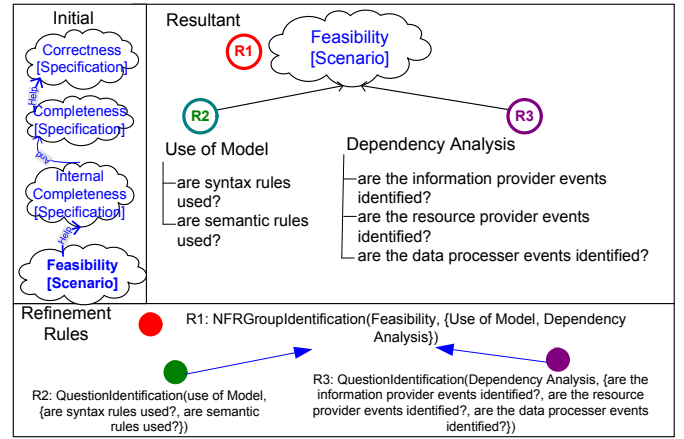 Initial
Correctness
[Specification]
Help
Completeness
[Specification]
And
Internal
Completeness
[Specification]
Help
Feasibility
[Scenario]
Resultant
R1
Feasibility
[Scenario]
R2
R3
Use of Model
are syntax rules
used?
are semantic rules
used?
Dependency Analysis
are the information provider events
identified?
are the resource provider events
identified?
are the data processer events identified?
Refinement
Rules
R1: NFRGroupIdentification(Feasibility, {Use of Model, Dependency
Analysis})
R2: QuestionIdentification(use of Model,
{are syntax rules used?, are semantic
rules used?})
R3: QuestionIdentification(Dependency Analysis, {are the
information provider events identified?, are the resource
provider events identified?, are the data processer events
identified?})